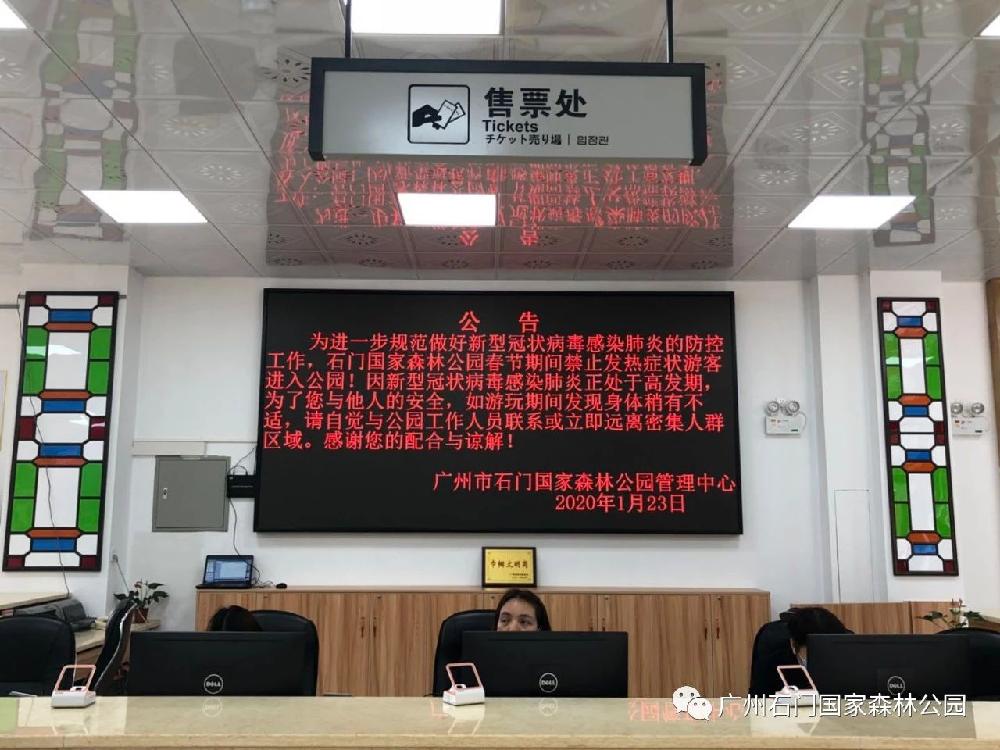 售票处
Tickets
チケット売り場 | 입장권
公 告
为进一步规范做好新型冠状病毒感染肺炎的防控
工作，石门国家森林公园春节期间禁止发热症状游客
进入公园！因新型冠状病毒感染肺炎正处于高发期，
为了您与他人的安全，如游玩期间发现身体稍有不
适，请自觉与公园工作人员联系或立即远离密集人群
区域。感谢您的配合与谅解！
广州市石门国家森林公园管理中心
2020年1月23日
巾帼文明岗
DELL
DELL
DELL
广州石门国家森林公园